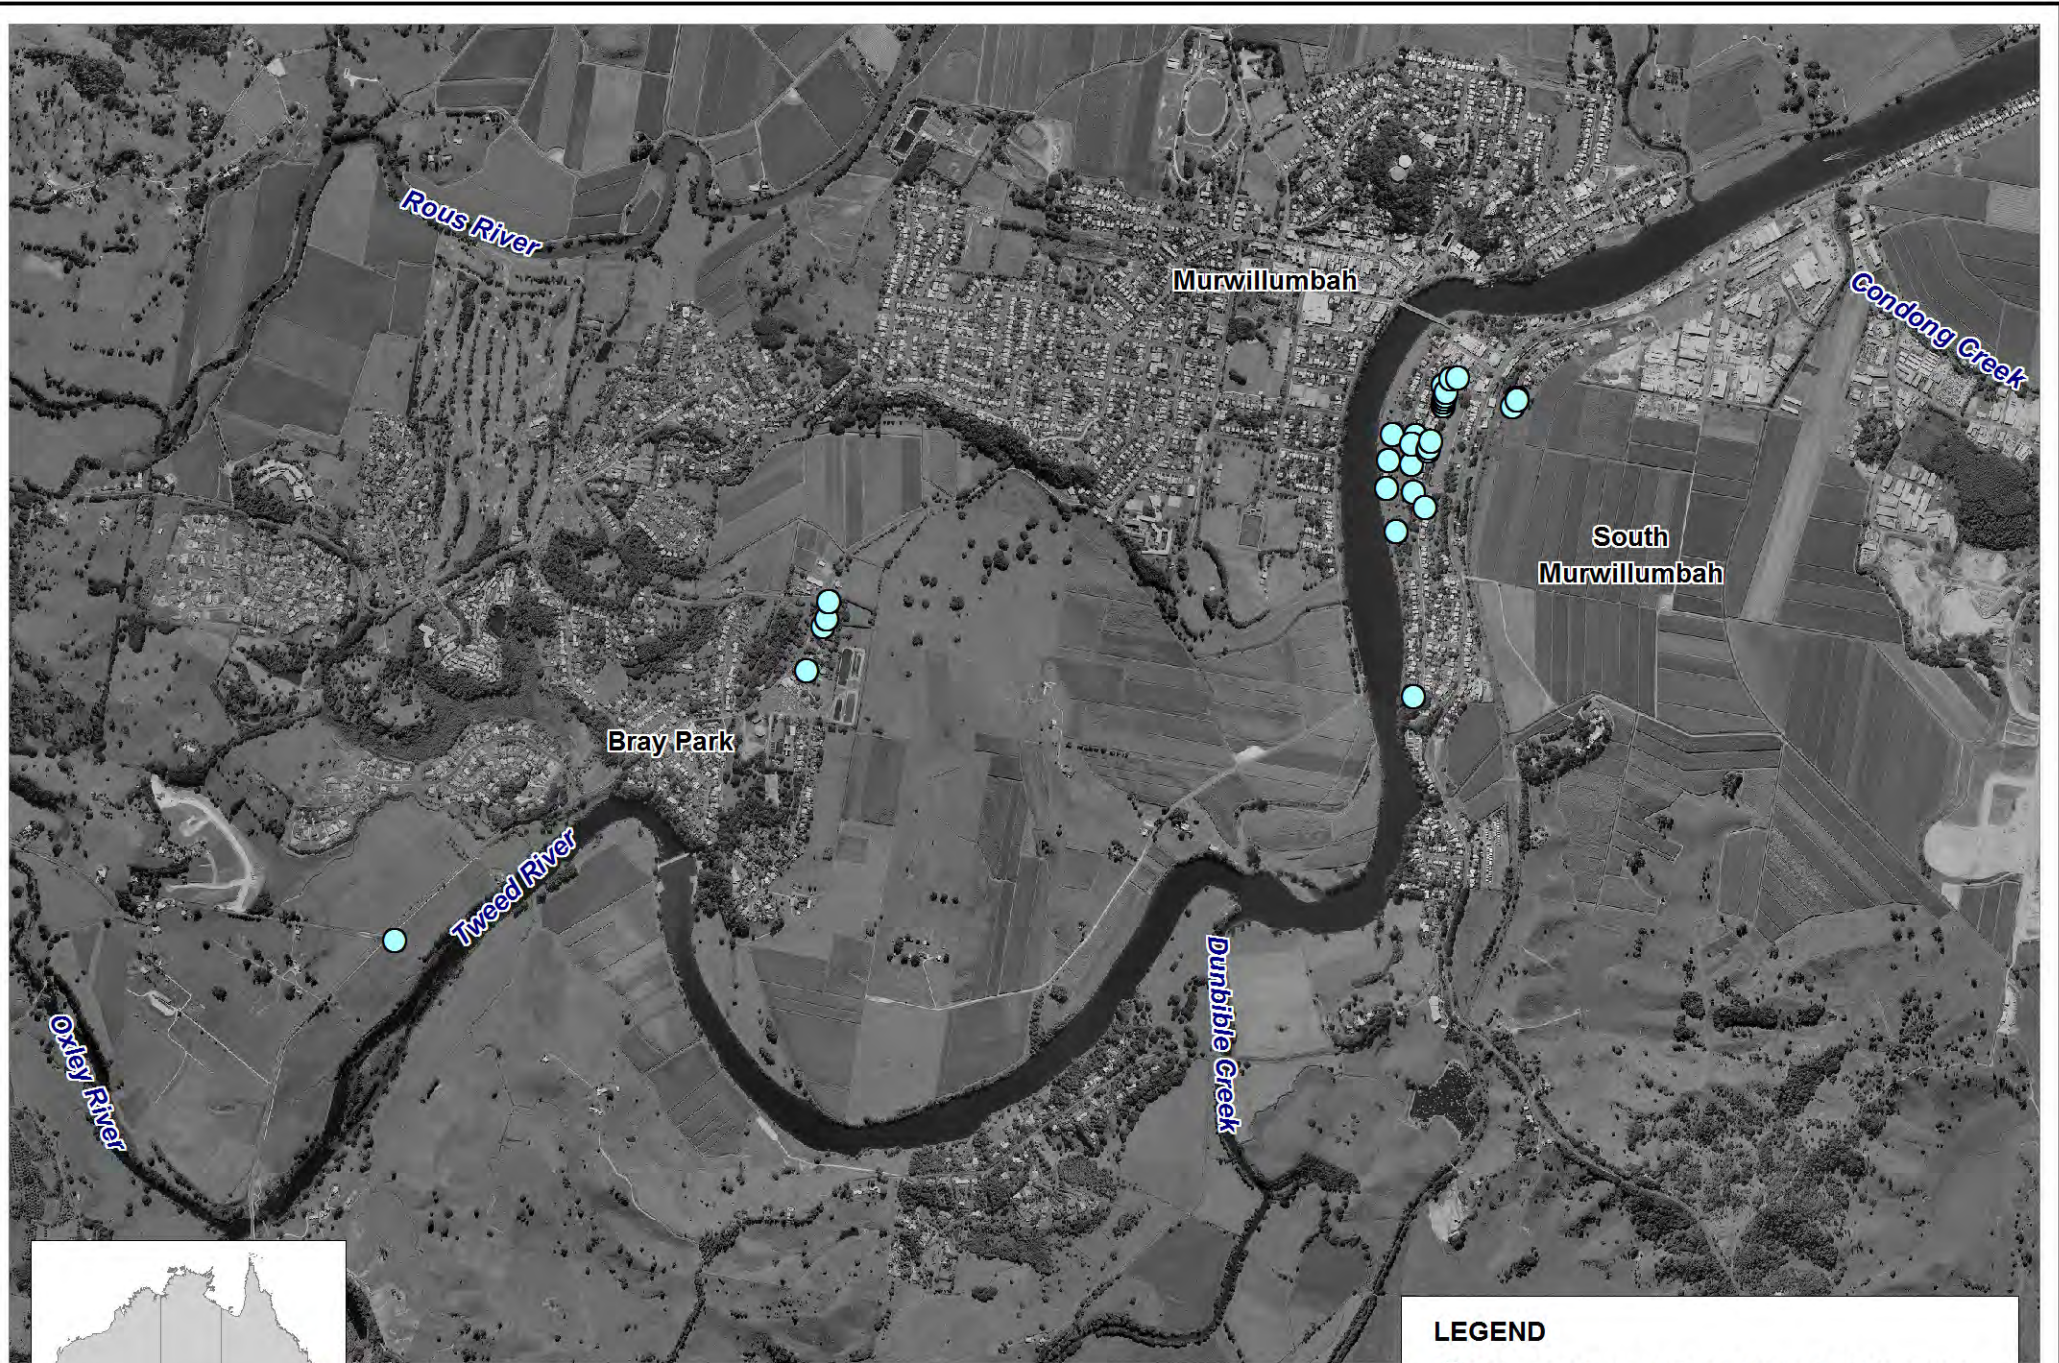 Rous River
Murwillumbah
Condong Creek
South
Murwillumbah
Bray Park
Tweed River
Dunbible Creek
Oxley River
LEGEND